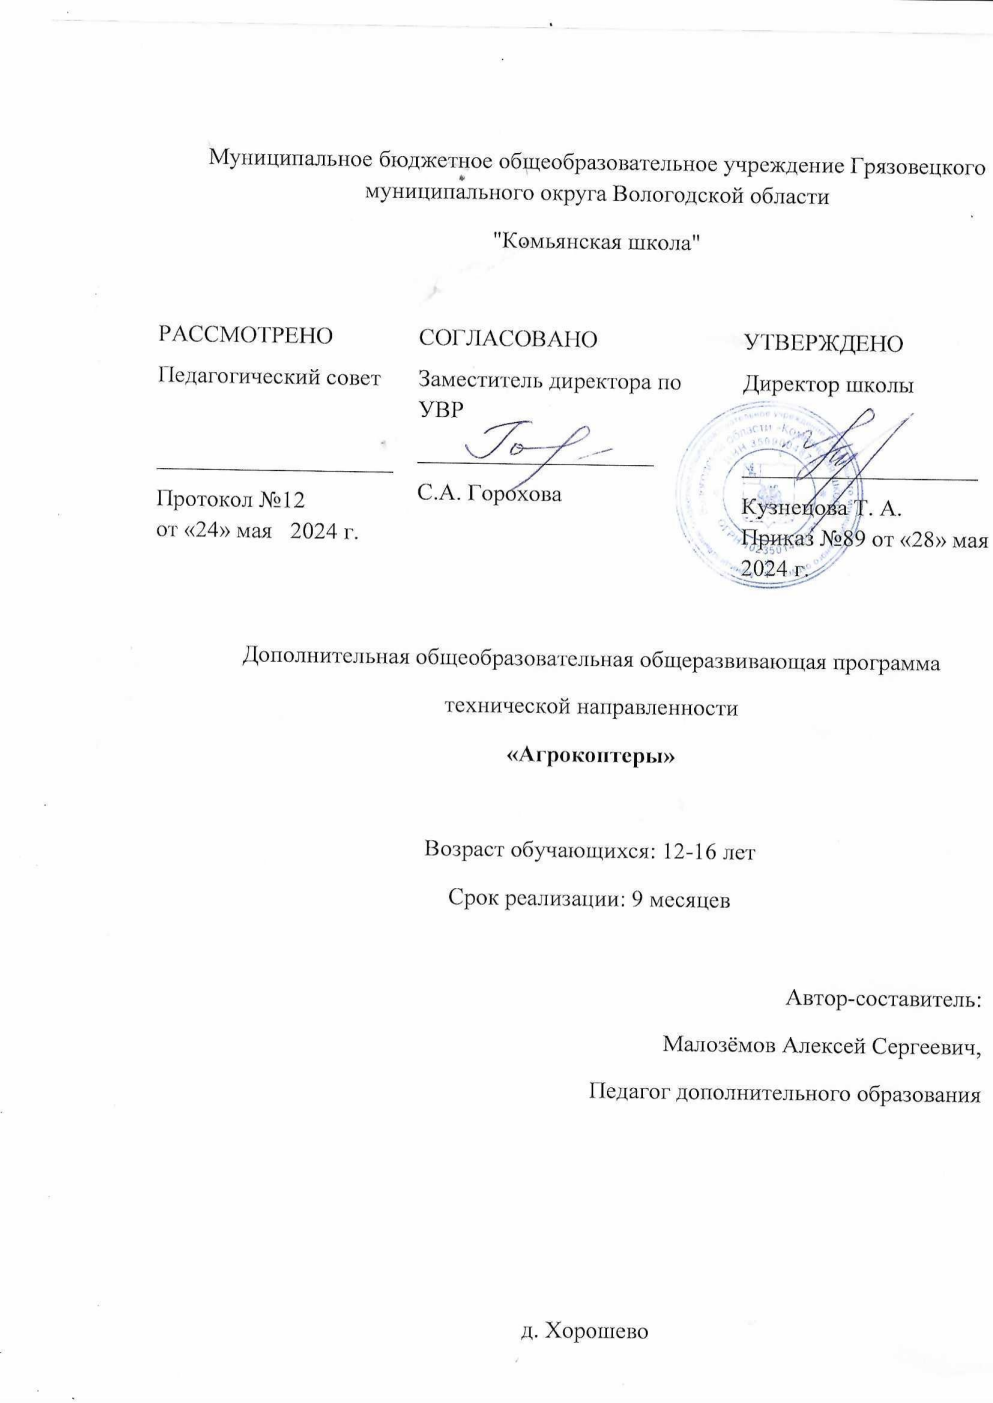 Муниципальное бюджетное общеобразовательное учреждение Грязовецкого
муниципального округа Вологодской области
"Комьянская школа"
РАССМОТРЕНО
Педагогический совет
Протокол №12
от «24» мая 2024 г.
СОГЛАСОВАНО
Заместитель директора по
УВР
С.А. Горохова
УТВЕРЖДЕНО
Директор школы
Кузнецова Т. А.
Приказ №89 от «28» мая
2024 г.
Дополнительная общеобразовательная общеразвивающая программа
технической направленности
«Агрокоптеры»
Возраст обучающихся: 12-16 лет
Срок реализации: 9 месяцев
Автор-составитель:
Малозёмов Алексей Сергеевич,
Педагог дополнительного образования
д. Хорошево